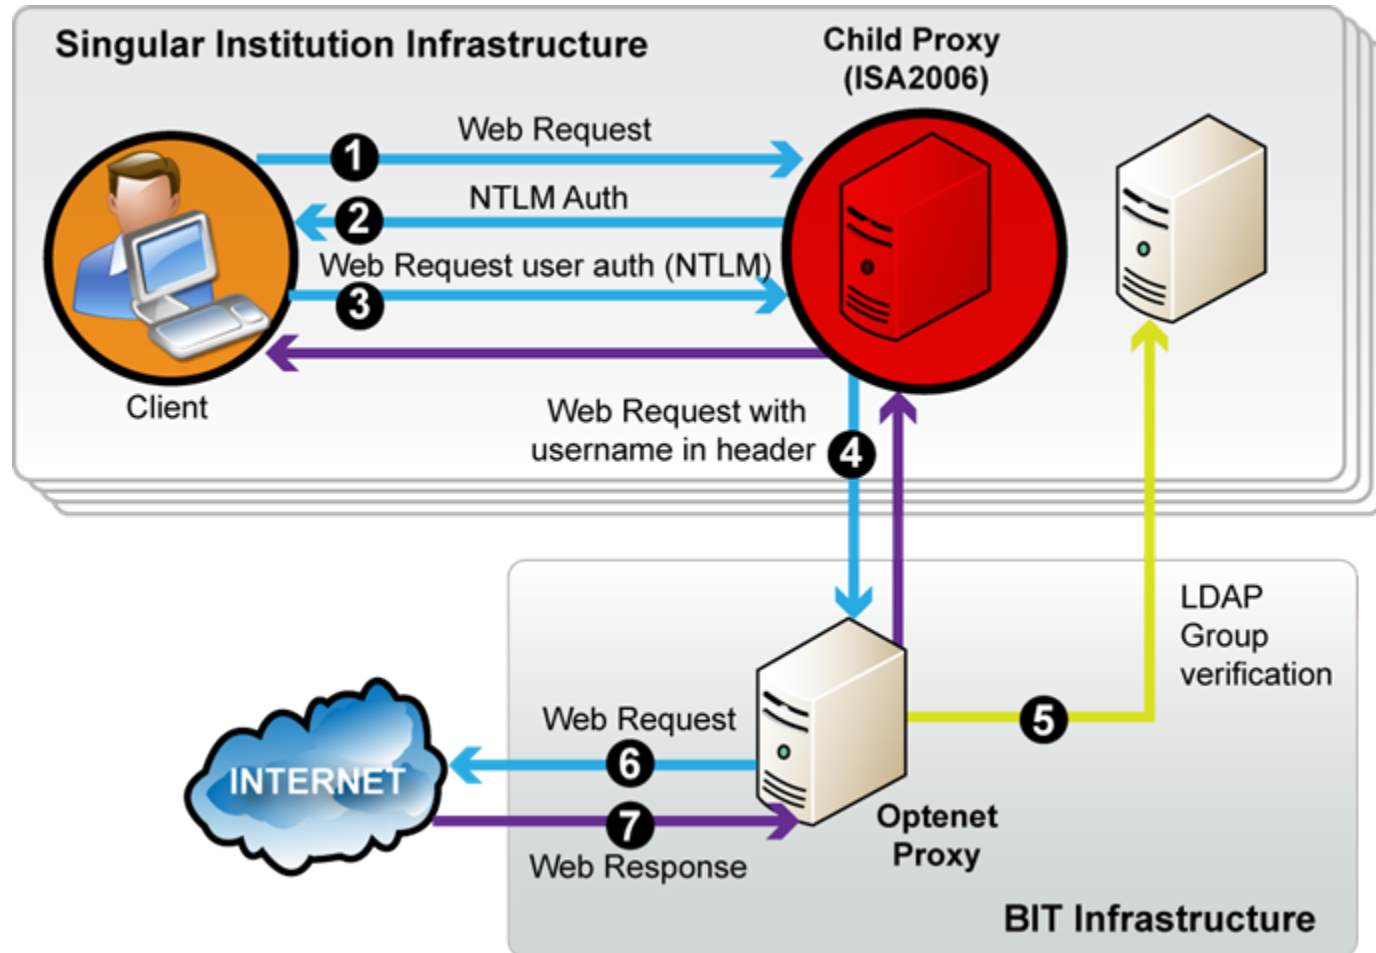 Singular Institution Infrastructure
Child Proxy
(ISA2006)
1
Web Request
2
NTLM Auth
Web Request user auth (NTLM)
3
Client
Web Request with
username in header
4
LDAP
Group
verification
5
Web Request
6
INTERNET
7
Web Response
Optenet
Proxy
BIT Infrastructure